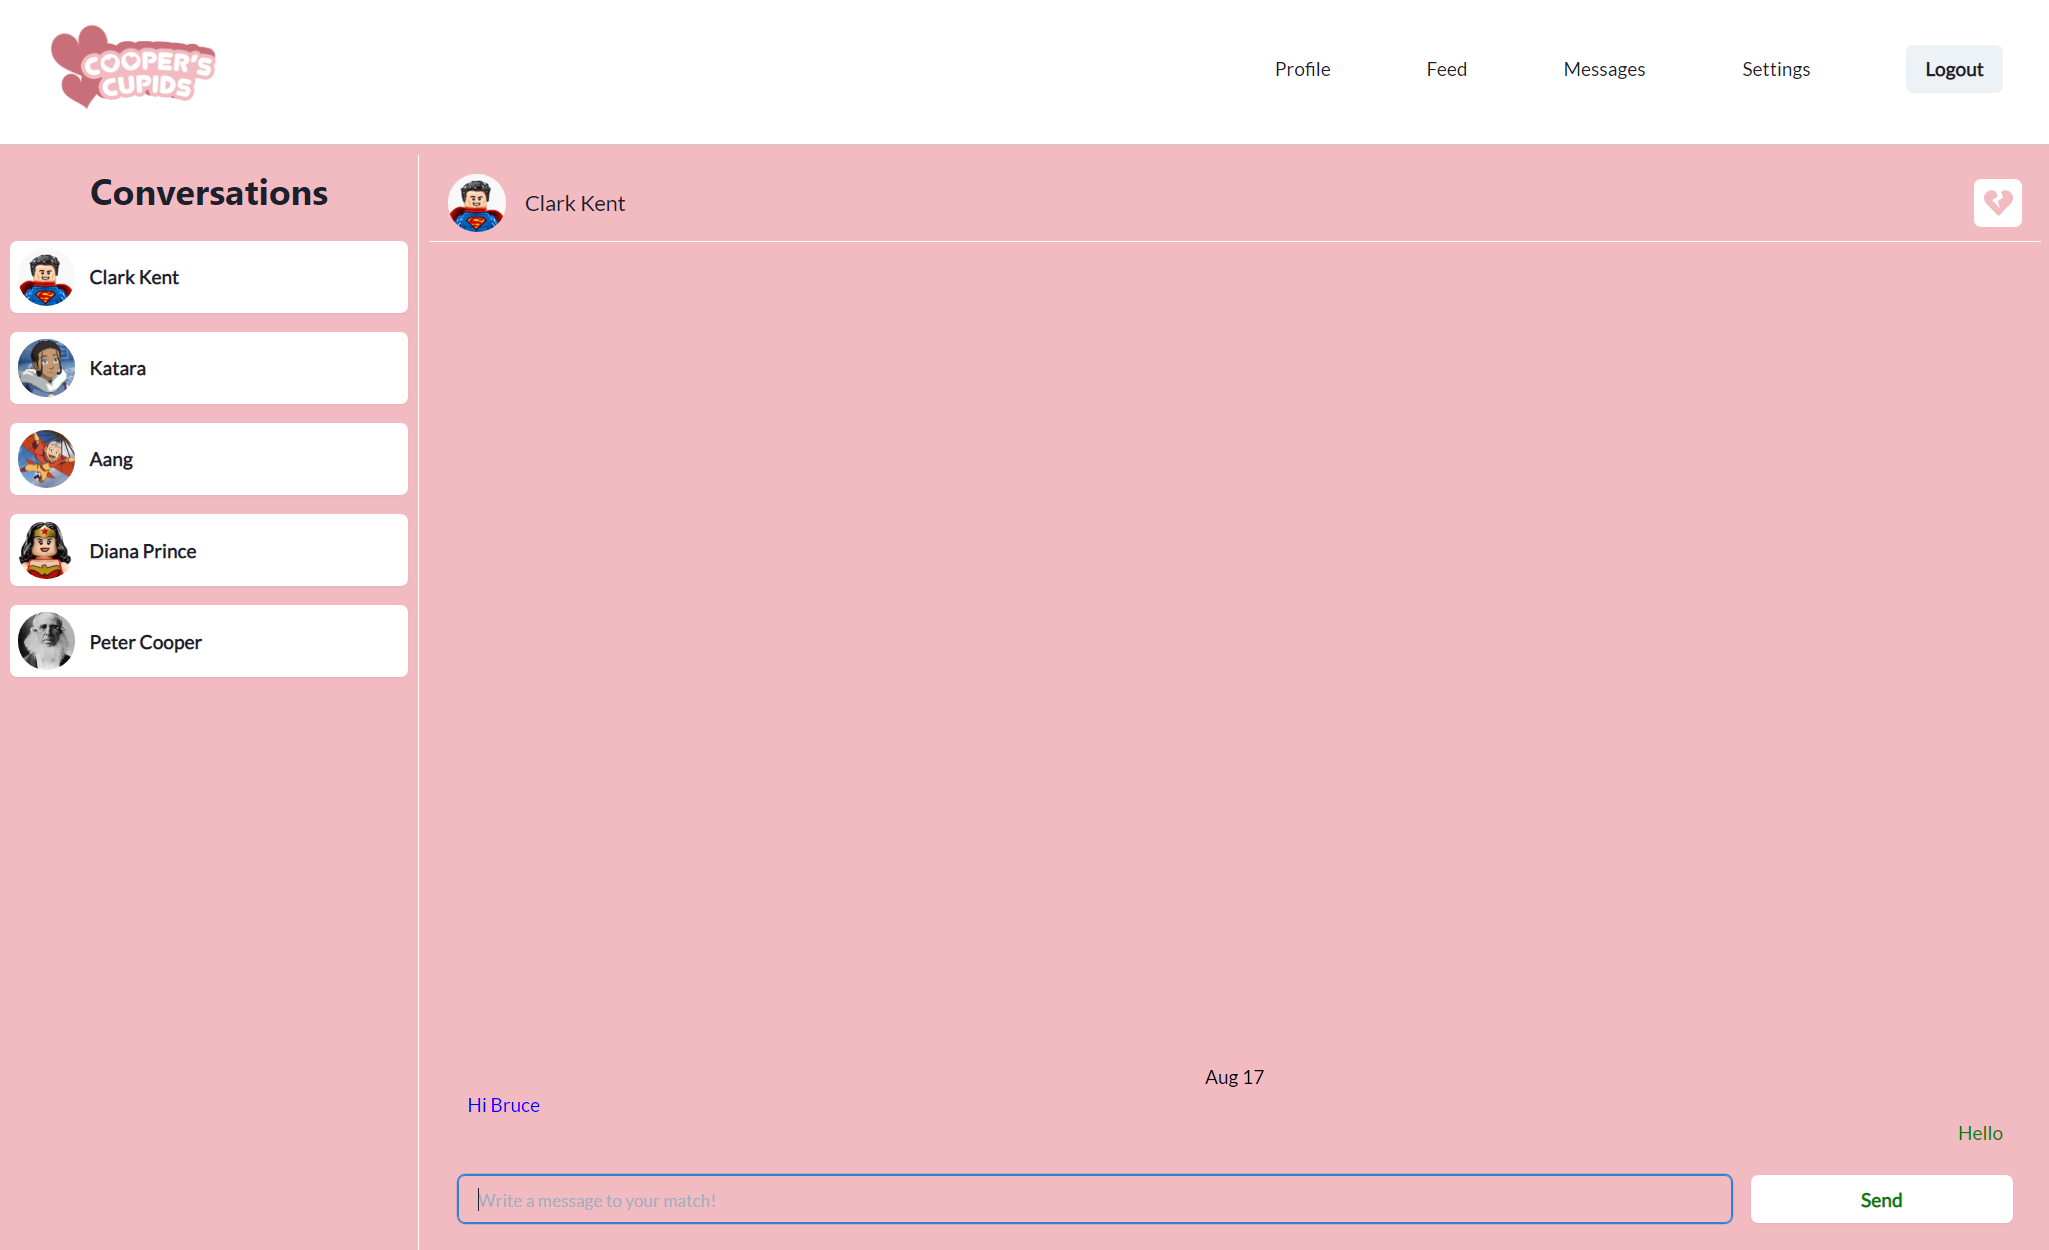 COOPER'S
CUPIDS
Profile
Feed
Messages
Settings
Logout
Conversations
Clark Kent
Katara
Aang
Diana Prince
Peter Cooper
Clark Kent
Aug 17
Hi Bruce
Hello
Write a message to your match!
Send